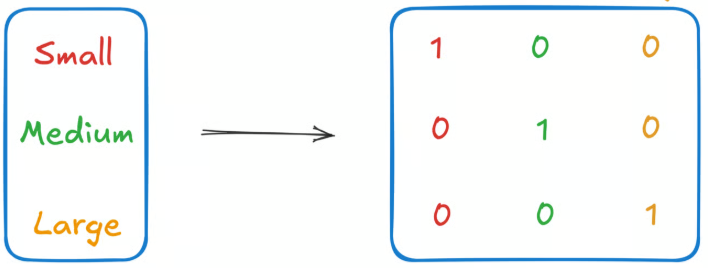 Small
Medium
Large
1 0 0
0 1 0
0 0 1